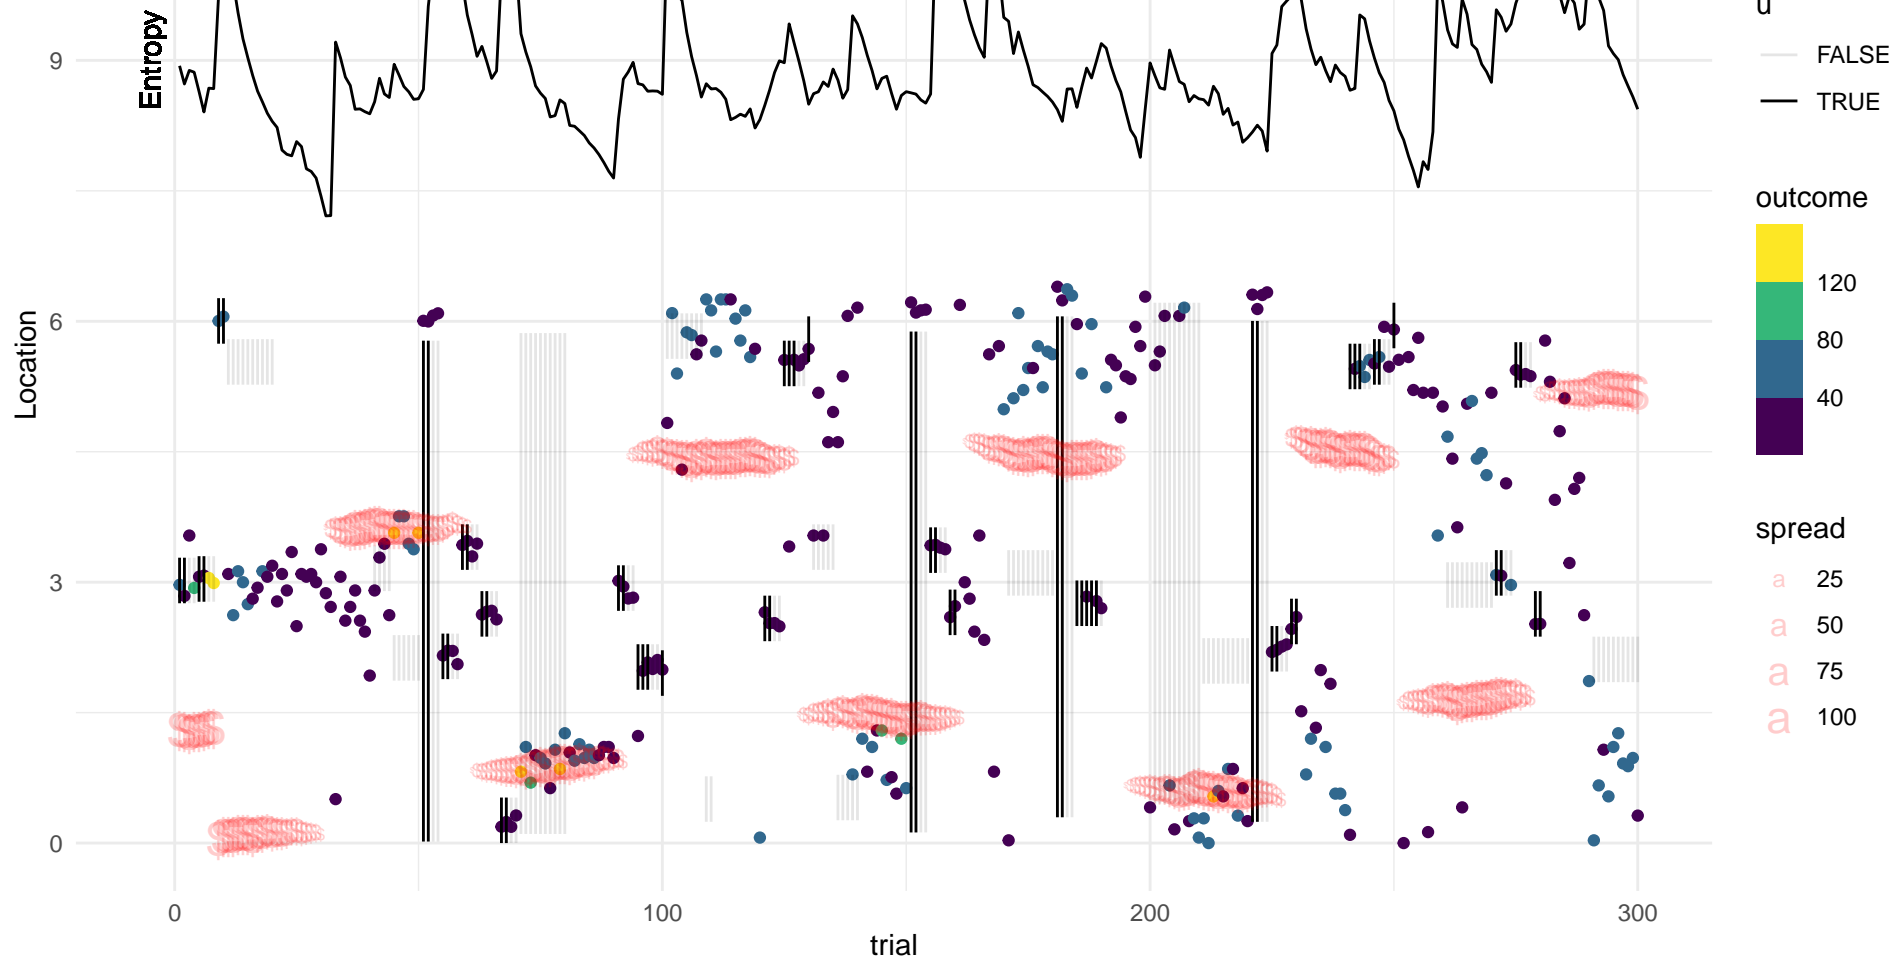 u
FALSE
TRUE
Entropy
9
6
3
0
Location
0
100
200
300
trial
outcome
120
80
40
spread
a 25
a 50
a 75
a 100